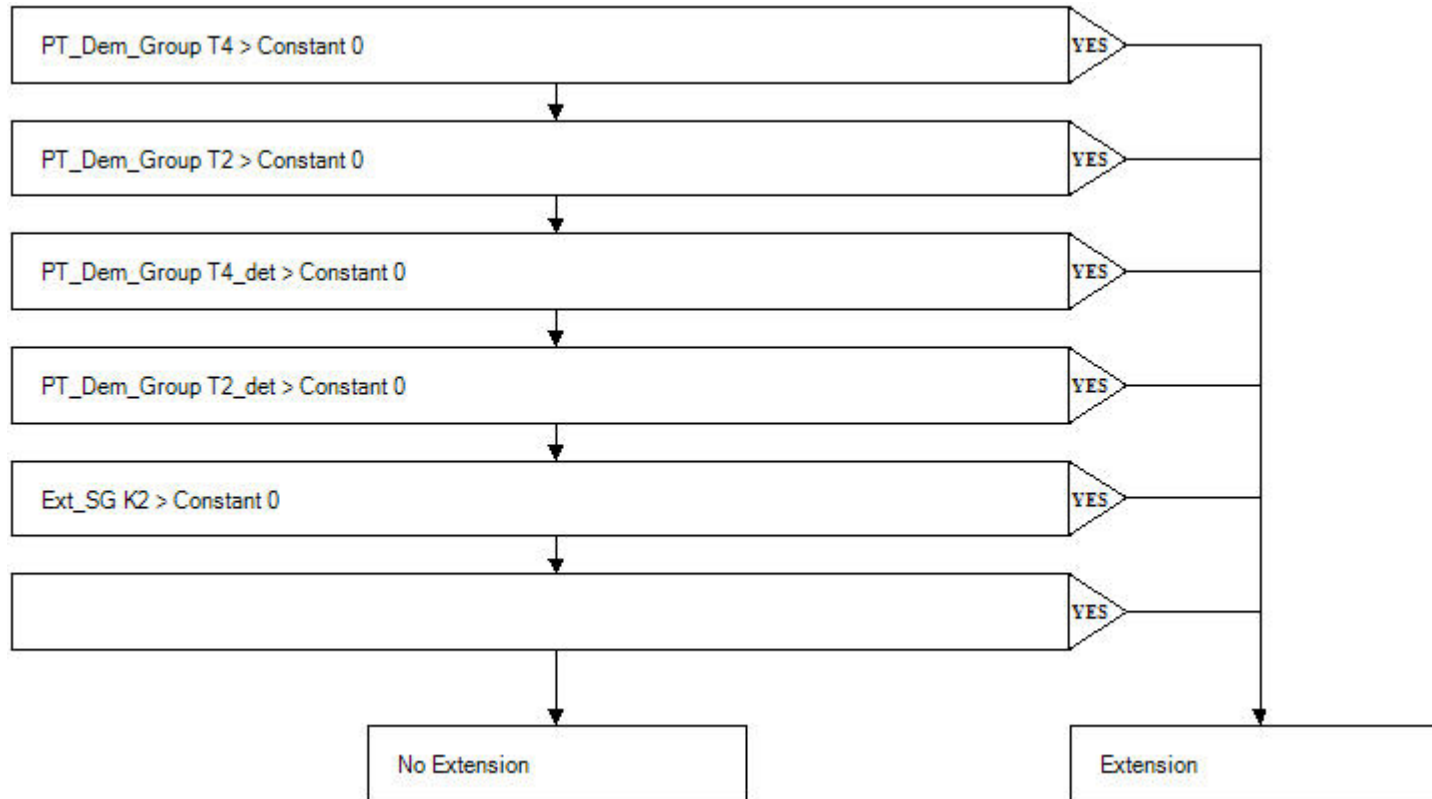 PT_Dem_Group T4 > Constant 0
YES
PT_Dem_Group T2 > Constant 0
YES
PT_Dem_Group T4_det > Constant 0
YES
PT_Dem_Group T2_det > Constant 0
YES
Ext_SG K2 > Constant 0
YES
YES
No Extension
Extension